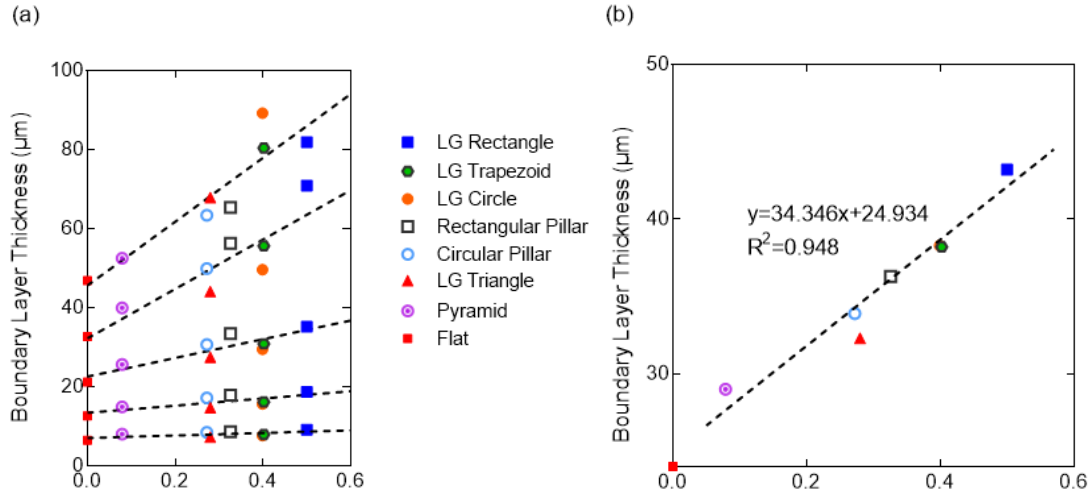 (a)
(b)
Boundary Layer Thickness (µm)
100
80
60
40
20
0
0.0
0.2
0.4
0.6
LG Rectangle
LG Trapezoid
LG Circle
Rectangular Pillar
Circular Pillar
LG Triangle
Pyramid
Flat
Boundary Layer Thickness (µm)
50
40
30
y=34.346x+24.934
R²=0.948
0.0
0.2
0.4
0.6